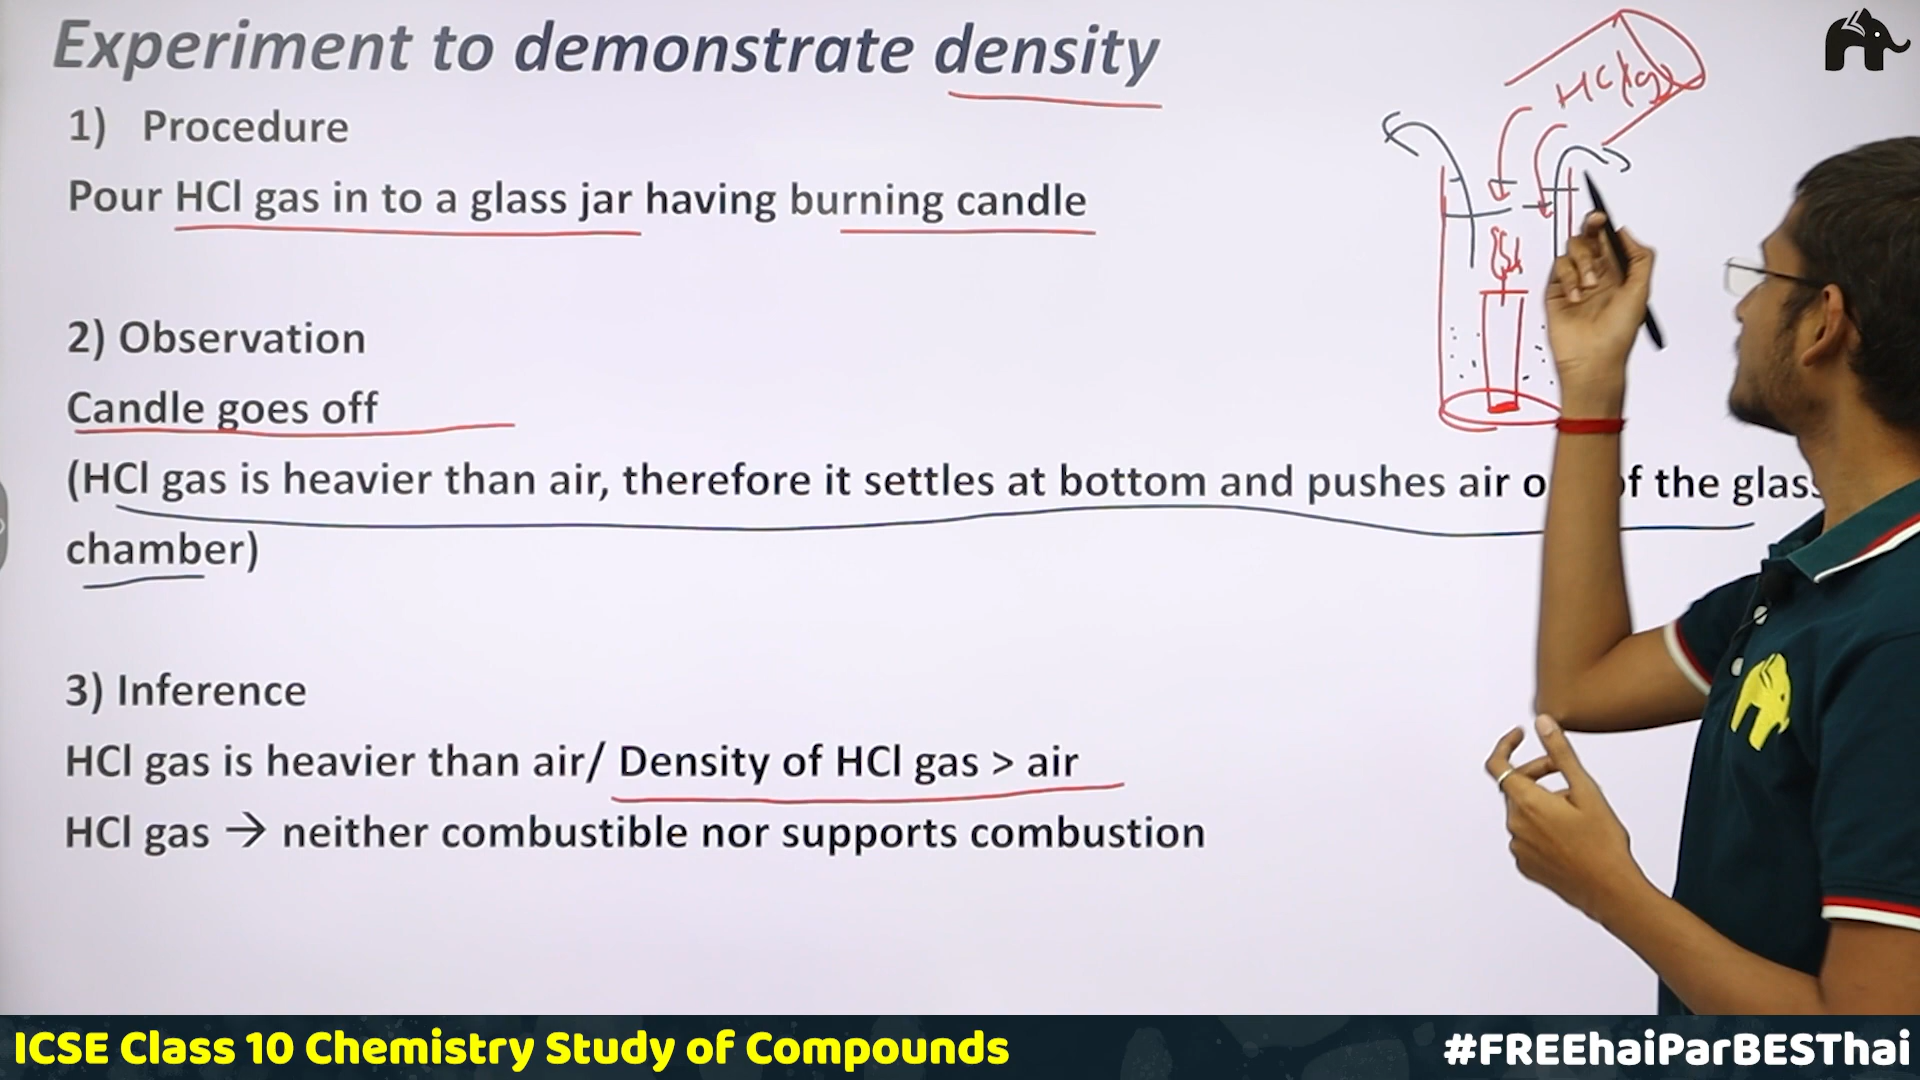 Experiment to demonstrate density
HCl(g)
1) Procedure
Pour HCl gas in to a glass jar having burning candle
2) Observation
Candle goes off
(HCl gas is heavier than air, therefore it settles at bottom and pushes air of the glass
chamber)
3) Inference
HCl gas is heavier than air/ Density of HCl gas > air
HCl gas → neither combustible nor supports combustion
ICSE Class 10 Chemistry Study of Compounds
#FREEhaiParBESThai